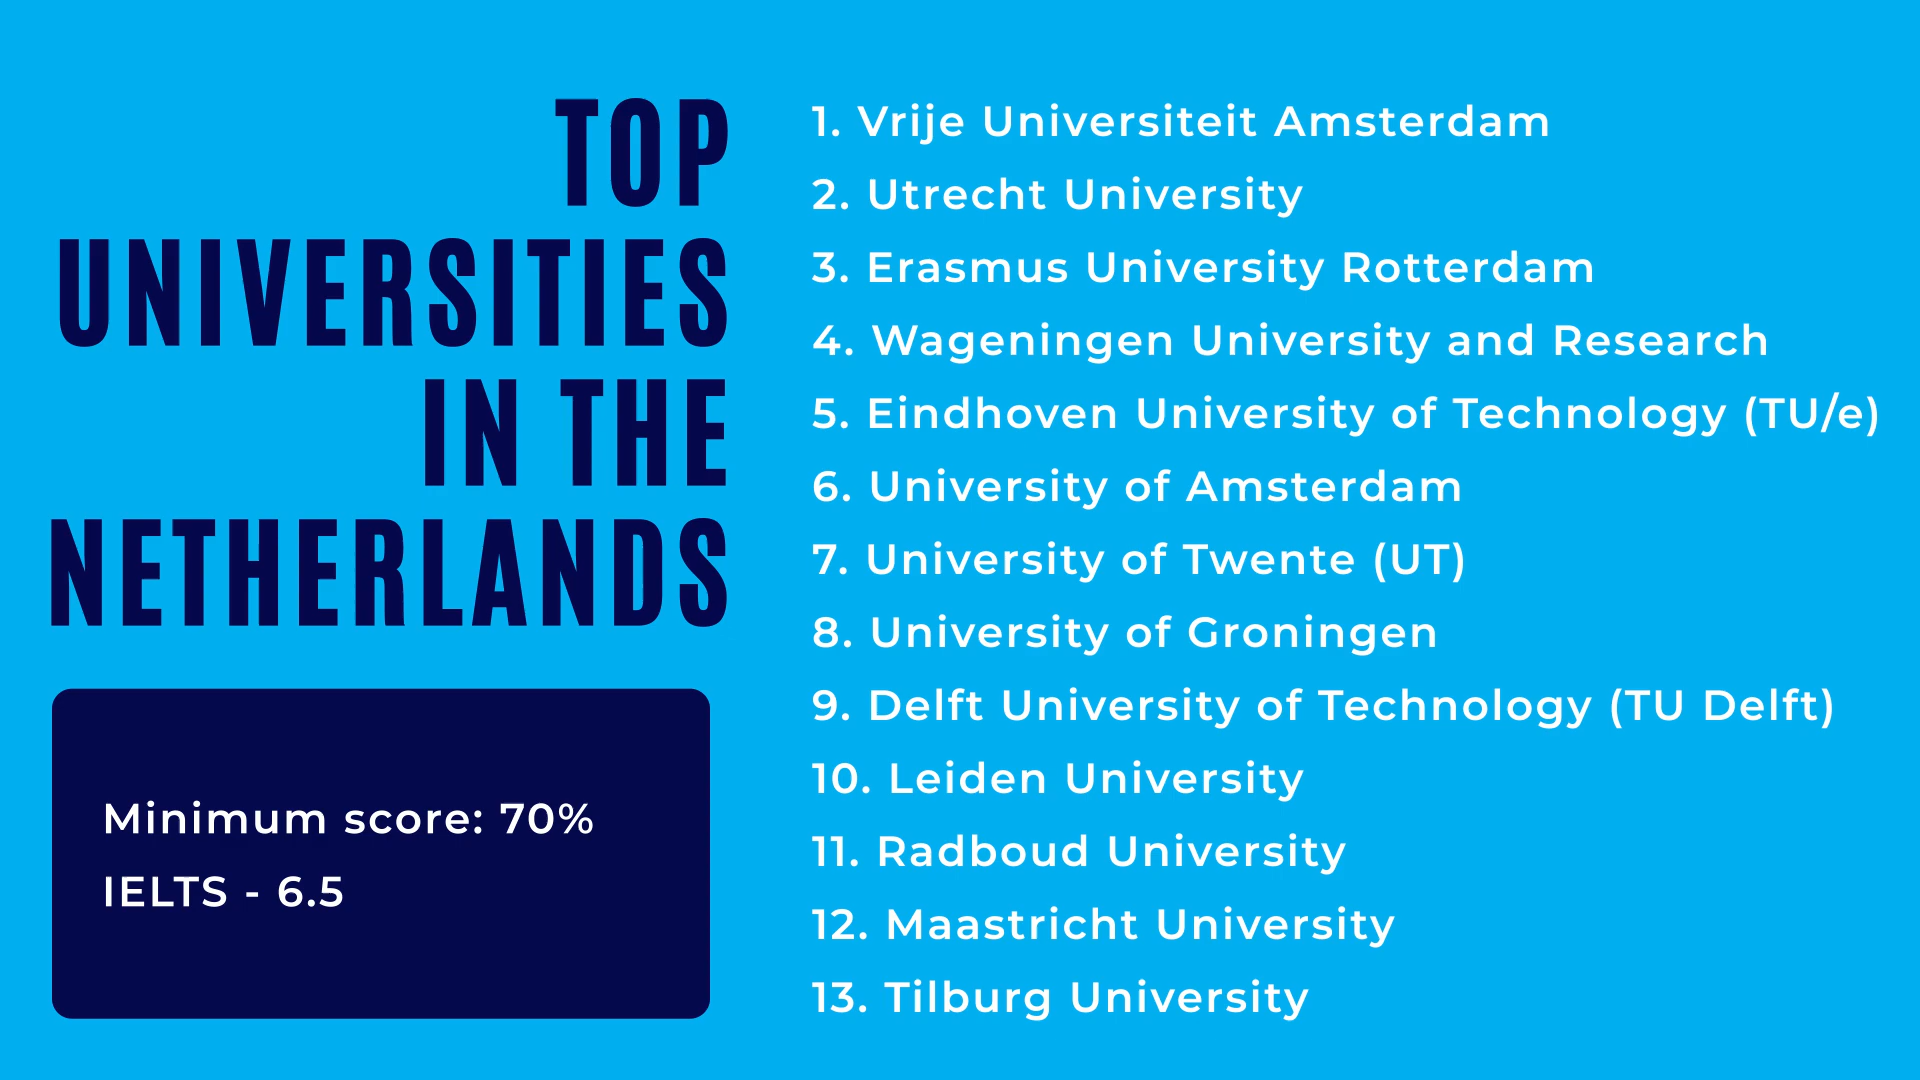 TOP
UNIVERSITIES
IN THE
NETHERLANDS
Minimum score: 70%
IELTS - 6.5
1. Vrije Universiteit Amsterdam
2. Utrecht University
3. Erasmus University Rotterdam
4. Wageningen University and Research
5. Eindhoven University of Technology (TU/e)
6. University of Amsterdam
7. University of Twente (UT)
8. University of Groningen
9. Delft University of Technology (TU Delft)
10. Leiden University
11. Radboud University
12. Maastricht University
13. Tilburg University